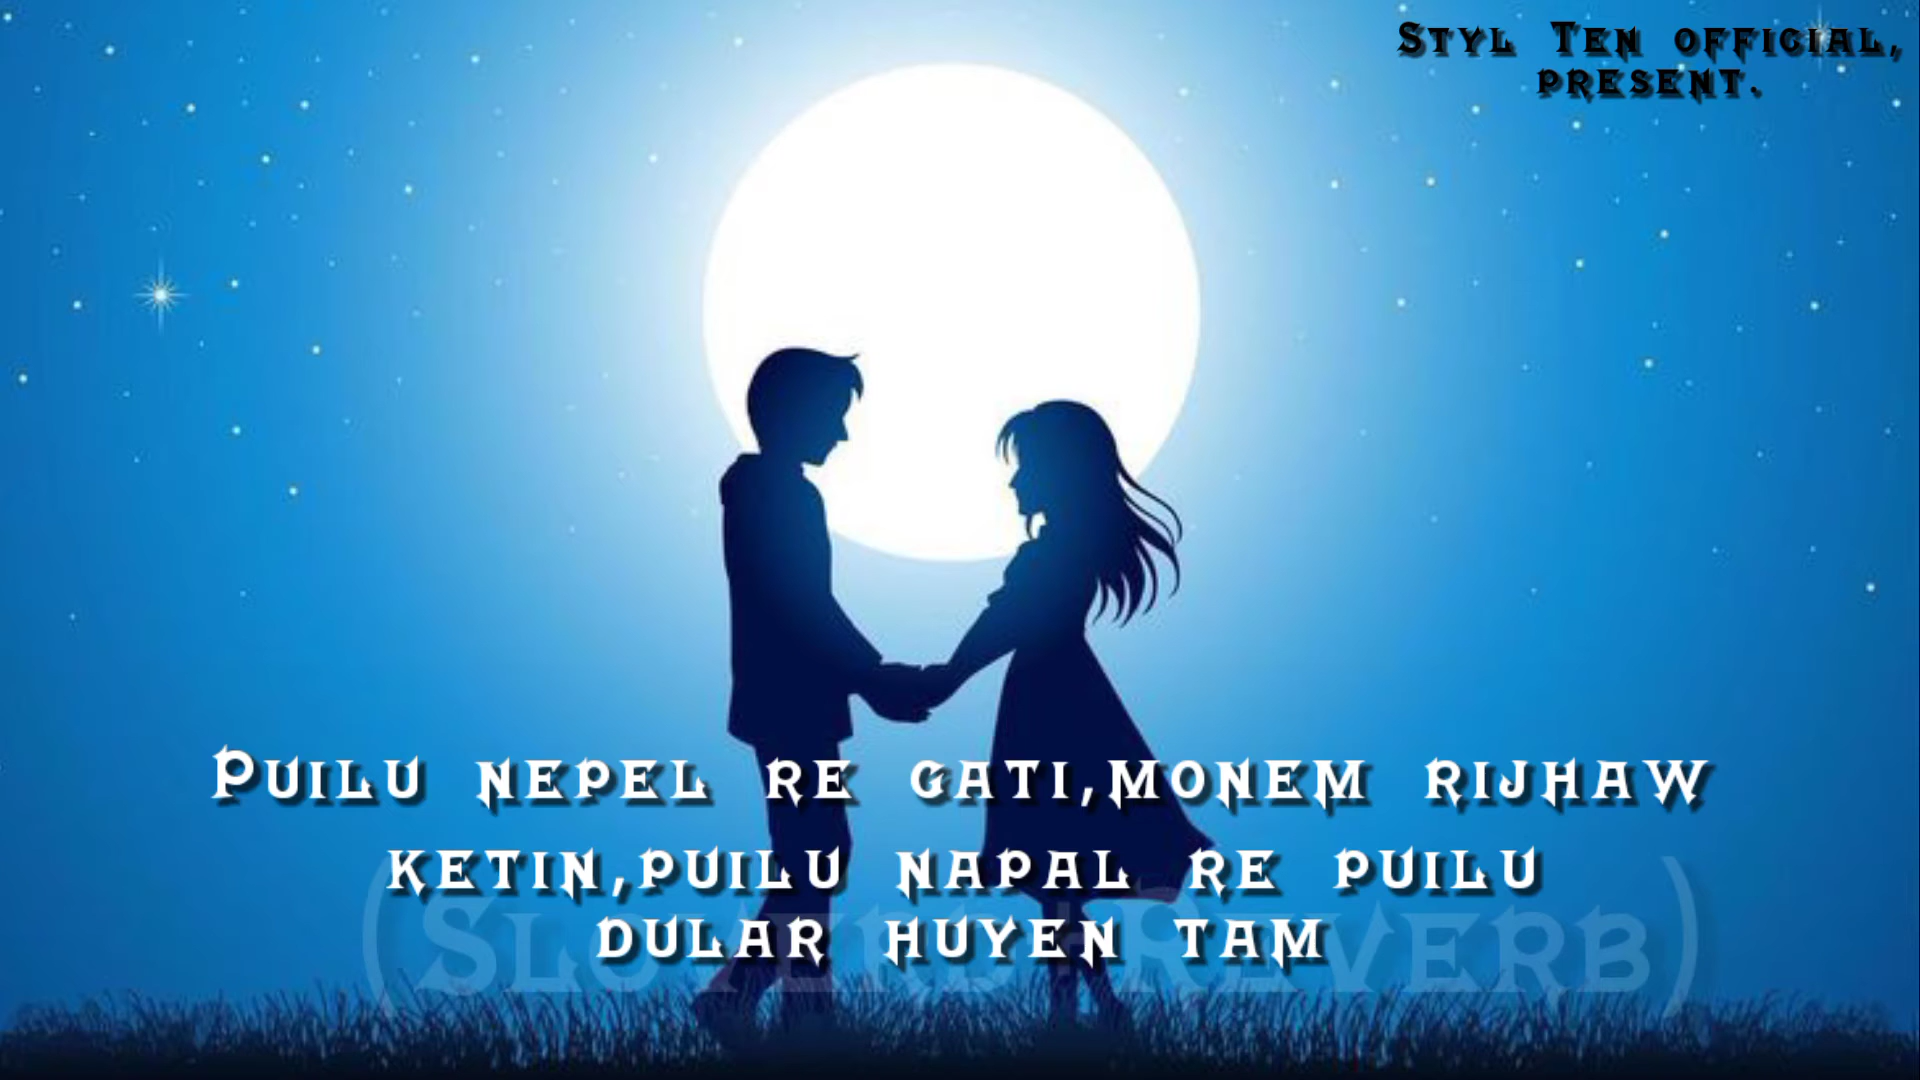 Styl Ten official,
present.
Puilu nepel re gati,monem rijhaw
ketin,puilu napal re puilu
dular huyen tam